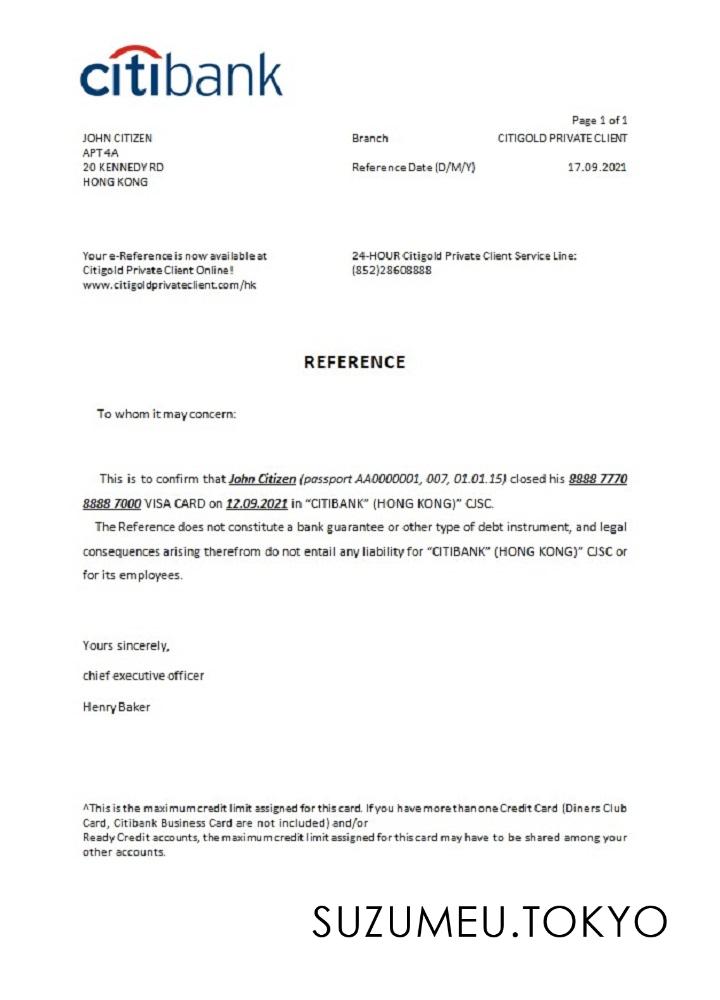 citibank
Page 1 of 1
JOHN CITIZEN
APT 4A
20 KENNEDY RD
HONG KONG
Branch CITIGOLD PRIVATE CLIENT
Reference Date (D/M/Y) 17.09.2021
Your e-Reference is now available at
Citigold Private Client Online!
www.citigoldprivateclient.com/hk
24-HOUR Citigold Private Client Service Line:
(852)28608888
REFERENCE
To whom it may concern:
This is to confirm that John Citizen (passport AA0000001, 007, 01.01.15) closed his 8888 7770
8888 7000 VISA CARD on 12.09.2021 in "CITIBANK" (HONG KONG)" CJSC.
The Reference does not constitute a bank guarantee or other type of debt instrument, and legal
consequences arising therefrom do not entail any liability for "CITIBANK" (HONG KONG)" CJSC or
for its employees.
Yours sincerely,
chief executive officer
Henry Baker
^This is the maximum credit limit assigned for this card. If you have more than one Credit Card (Diners Club
Card, Citibank Business Card are not included) and/or
Ready Credit accounts, the maximum credit limit assigned for this card may have to be shared among your
other accounts.
SUZUMEU.TOKYO